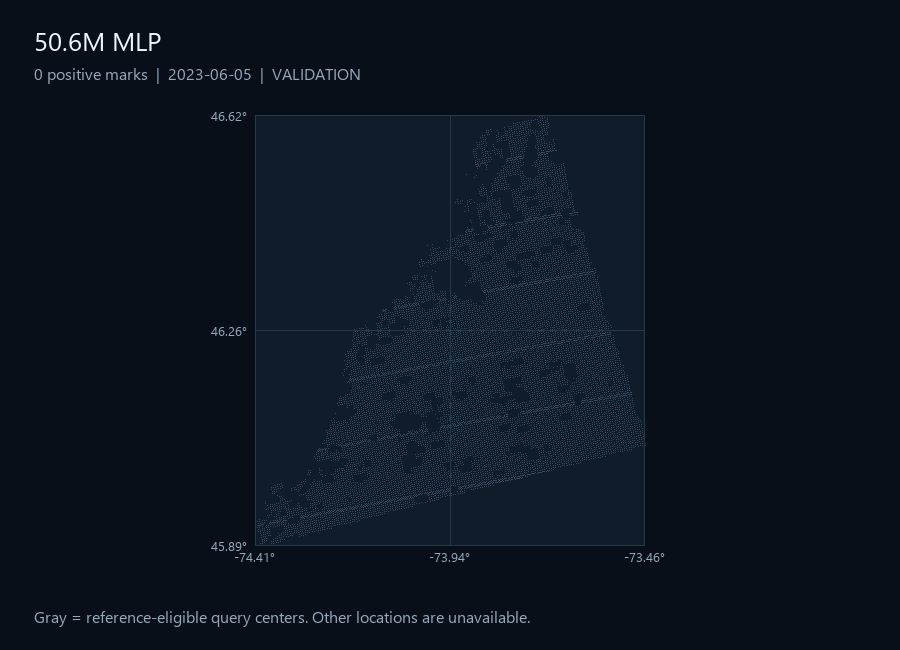 50.6M MLP
0 positive marks | 2023-06-05 | VALIDATION
46.62°
46.26°
45.89°
-74.41°
-73.94°
-73.46°
Gray = reference-eligible query centers. Other locations are unavailable.